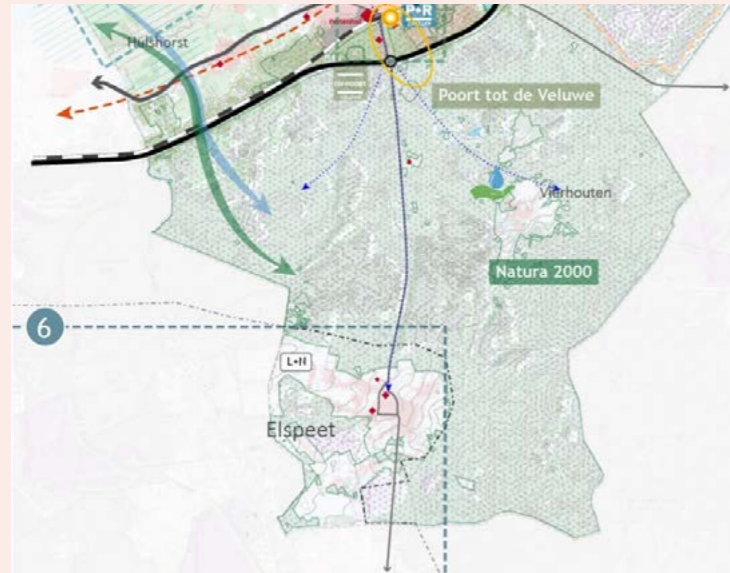 P+R
Hulshorst
Poort tot de Veluwe
Vierhouten
Natura 2000
6
L+N
Elspeet